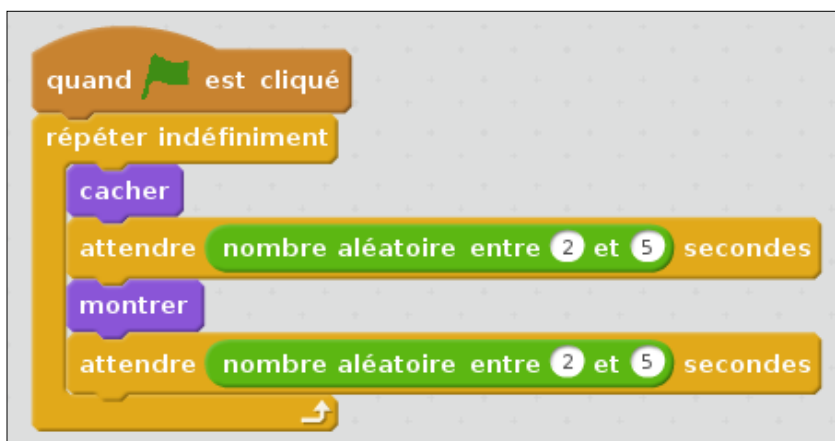 quand est cliqué
répéter indéfiniment
cacher
attendre nombre aléatoire entre 2 et 5 secondes
montrer
attendre nombre aléatoire entre 2 et 5 secondes